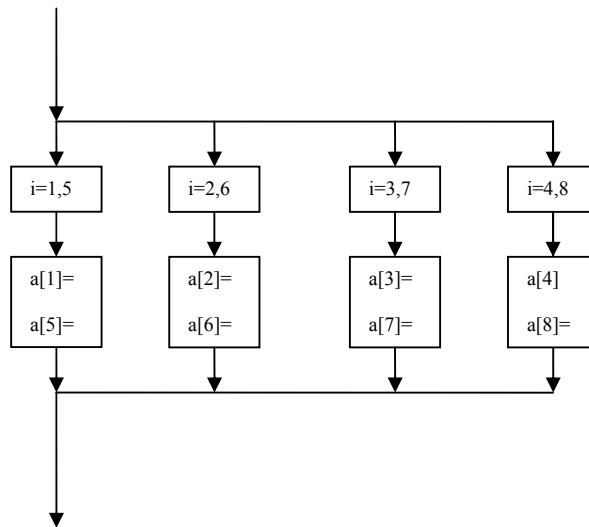 i=1,5
i=2,6
i=3,7
i=4,8
a[1]=
a[5]=
a[2]=
a[6]=
a[3]=
a[7]=
a[4]
a[8]=